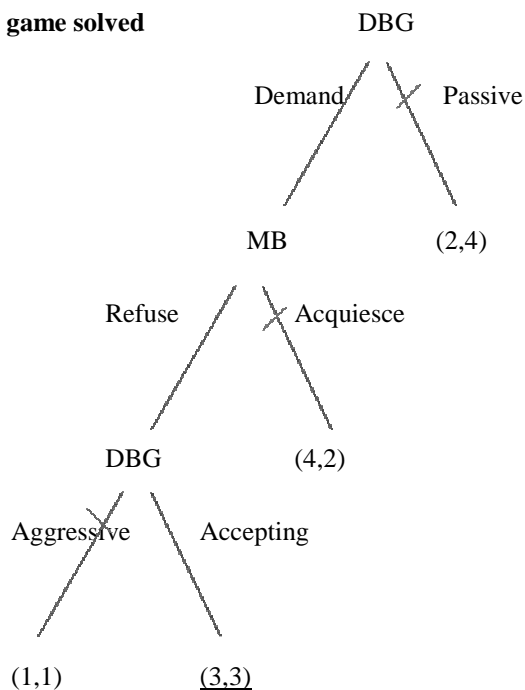 game solved DBG
Demand Passive
MB (2,4)
Refuse Acquiesce
DBG (4,2)
Aggressive Accepting
(1,1) (3,3)